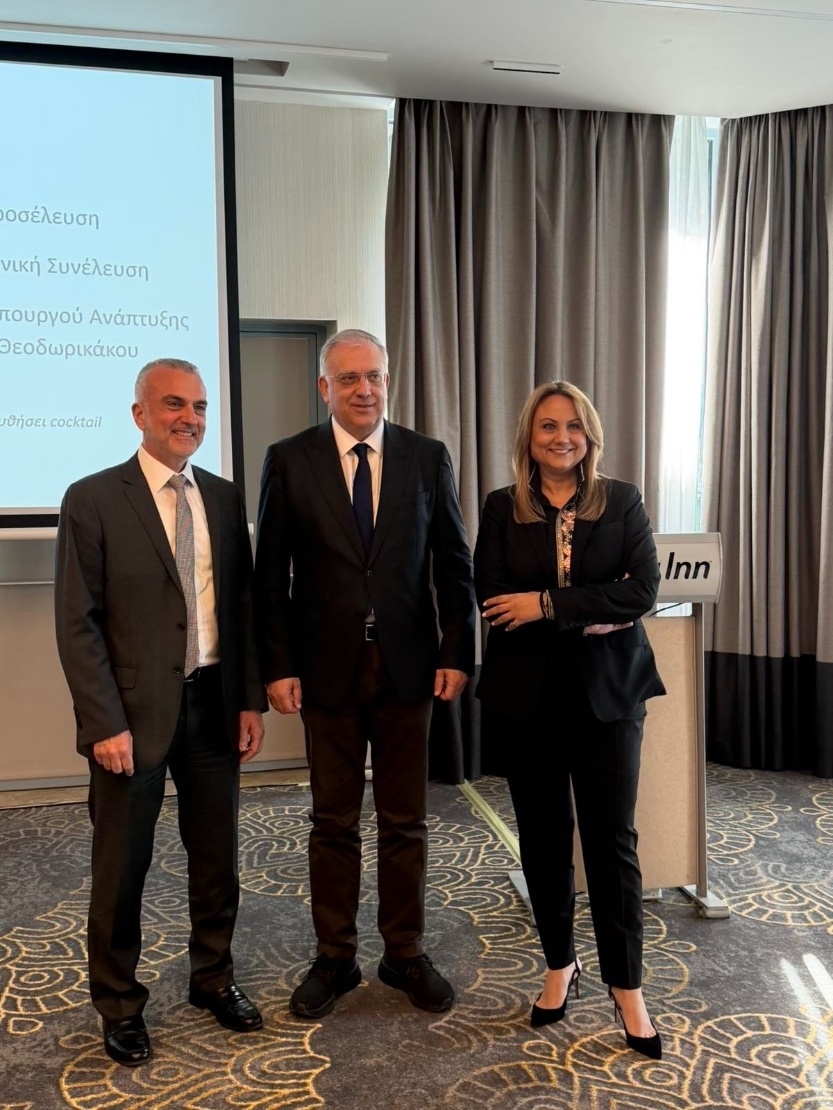 ροσέλευση
νική Συνέλευση
πουργού Ανάπτυξης
Θεοδωρικάκου
υθήσει cocktail
Inn